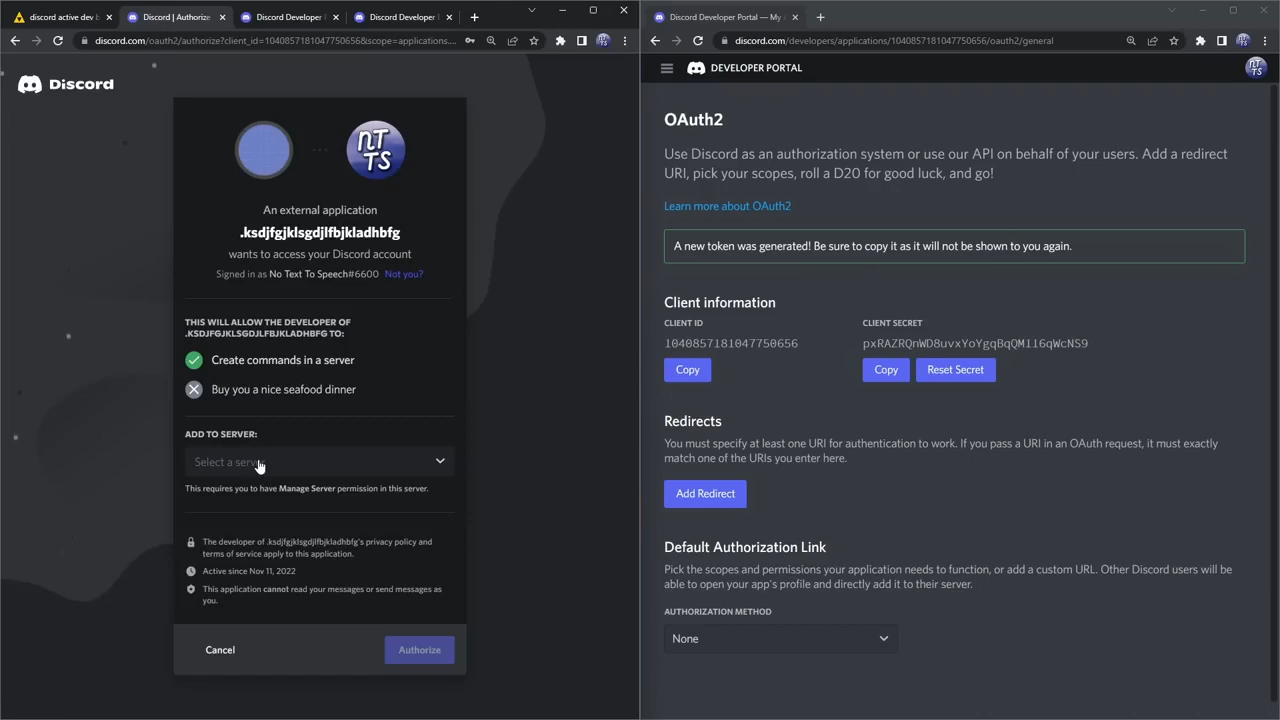 discord active dev b
Discord | Authorize
Discord Developer
Discord Developer
discord.com/oauth2/authorize?client_id=1040857181047750656&scope=applications....
Discord
nT
TS
An external application
.ksdjfgjklsgdjlfbjkladhbfg
wants to access your Discord account
Signed in as No Text To Speech#6600 Not you?
THIS WILL ALLOW THE DEVELOPER OF
.KSDJFGJKLSGDJLFBJKLADHBFG TO:
Create commands in a server
Buy you a nice seafood dinner
ADD TO SERVER:
Select a serve
This requires you to have Manage Server permission in this server.
The developer of .ksdjfgjklsgdjlfbjkladhbfg's privacy policy and
terms of service apply to this application.
Active since Nov 11, 2022
This application cannot read your messages or send messages as
you.
Cancel
Authorize
Discord Developer Portal — My A
discord.com/developers/applications/1040857181047750656/oauth2/general
DEVELOPER PORTAL
OAuth2
Use Discord as an authorization system or use our API on behalf of your users. Add a redirect
URI, pick your scopes, roll a D20 for good luck, and go!
Learn more about OAuth2
A new token was generated! Be sure to copy it as it will not be shown to you again.
Client information
CLIENT ID
CLIENT SECRET
1040857181047750656
pxRAZRQnWD8uvxYoYgqBqQM1l6qWcNS9
Copy
Copy
Reset Secret
Redirects
You must specify at least one URI for authentication to work. If you pass a URI in an OAuth request, it must exactly
match one of the URIs you enter here.
Add Redirect
Default Authorization Link
Pick the scopes and permissions your application needs to function, or add a custom URL. Other Discord users will be
able to open your app's profile and directly add it to their server.
AUTHORIZATION METHOD
None